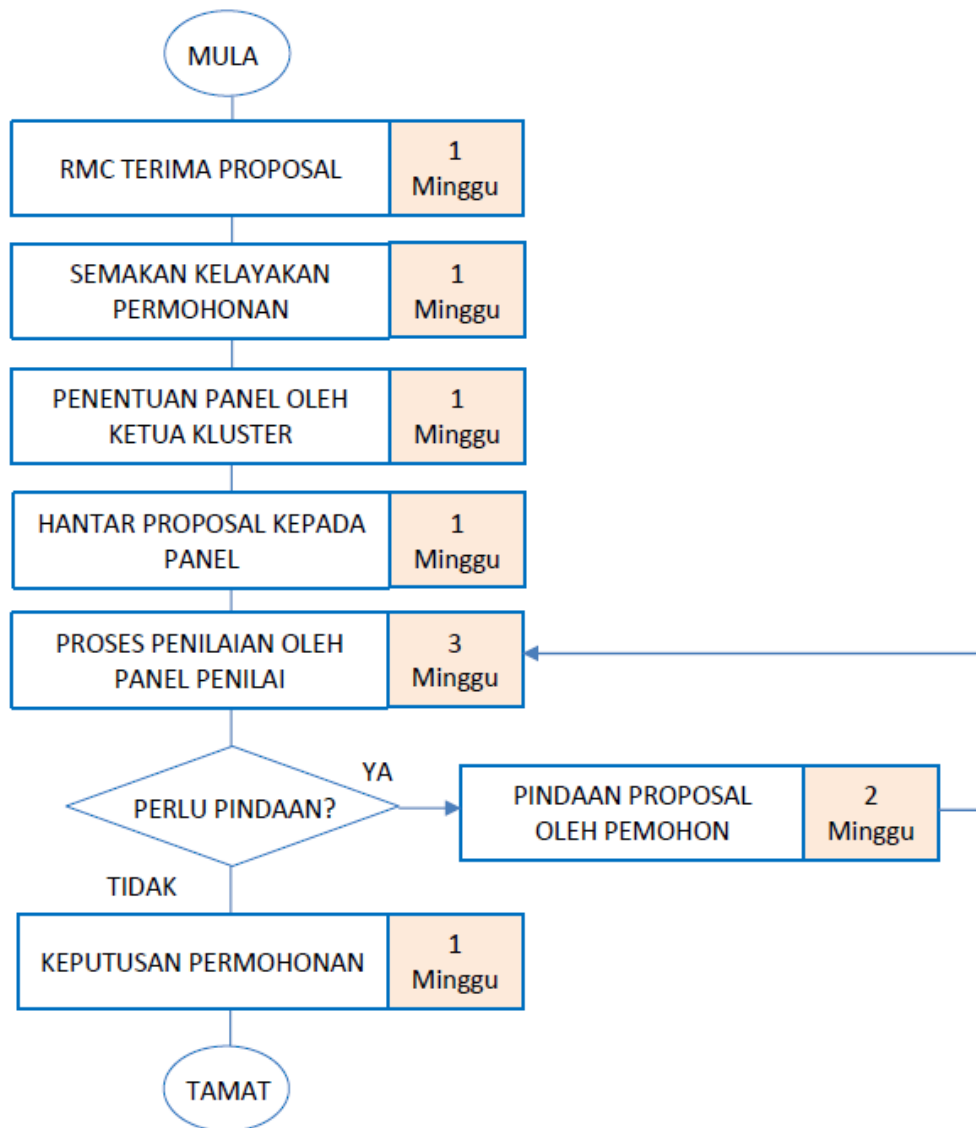 MULA
RMC TERIMA PROPOSAL
1
Minggu
SEMAKAN KELAYAKAN
PERMOHONAN
1
Minggu
PENENTUAN PANEL OLEH
KETUA KLUSTER
1
Minggu
HANTAR PROPOSAL KEPADA
PANEL
1
Minggu
PROSES PENILAIAN OLEH
PANEL PENILAI
3
Minggu
PERLU PINDAAN?
YA
PINDAAN PROPOSAL
OLEH PEMOHON
2
Minggu
TIDAK
KEPUTUSAN PERMOHONAN
1
Minggu
TAMAT